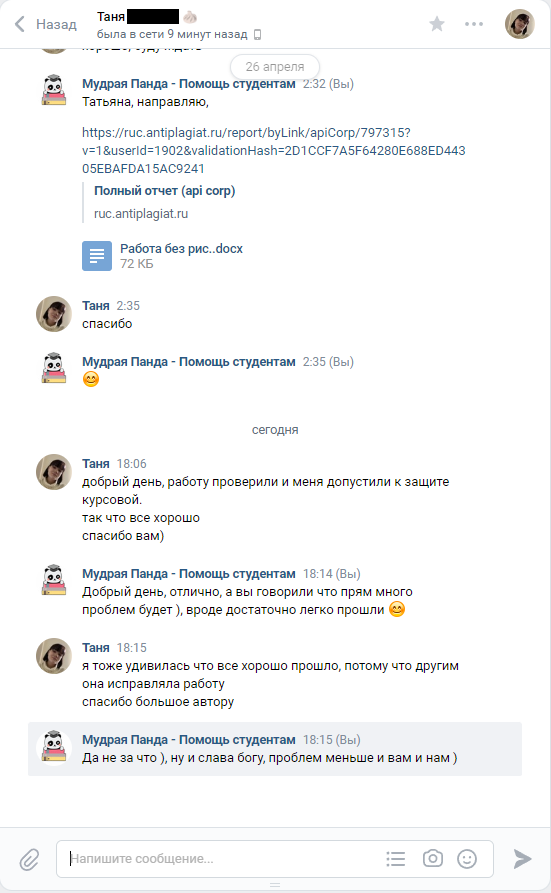 Назад
Таня
была в сети 9 минут назад
26 апреля
Мудрая Панда - Помощь студентам 2:32 (Вы)
Татьяна, направляю,
https://ruc.antiplagiat.ru/report/byLink/apiCorp/797315?
v=1&userId=1902&validationHash=2D1CCF7A5F64280E688ED443
05EBAFDA15AC9241
Полный отчет (api corp)
ruc.antiplagiat.ru
Работа без рис..docx
72 КБ
Таня 2:35
спасибо
Мудрая Панда - Помощь студентам 2:35 (Вы)
😊
сегодня
Таня 18:06
добрый день, работу проверили и меня допустили к защите
курсовой.
так что все хорошо
спасибо вам)
Мудрая Панда - Помощь студентам 18:14 (Вы)
Добрый день, отлично, а вы говорили что прям много
проблем будет ), вроде достаточно легко прошли 😊
Таня 18:15
я тоже удивилась что все хорошо прошло, потому что другим
она исправляла работу
спасибо большое автору
Мудрая Панда - Помощь студентам 18:15 (Вы)
Да не за что ), ну и слава богу, проблем меньше и вам и нам )
Напишите сообщение...